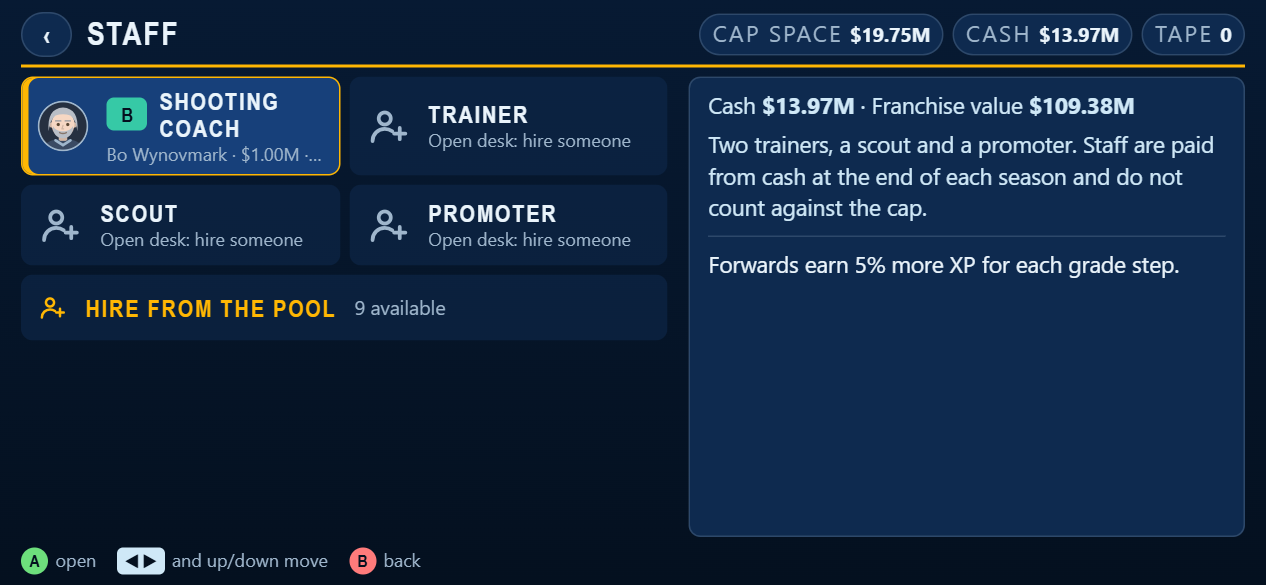 ‹ STAFF
CAP SPACE $19.75M
CASH $13.97M
TAPE 0
B
SHOOTING
COACH
Bo Wynovmark · $1.00M ·...
TRAINER
Open desk: hire someone
SCOUT
Open desk: hire someone
PROMOTER
Open desk: hire someone
HIRE FROM THE POOL 9 available
Cash $13.97M · Franchise value $109.38M
Two trainers, a scout and a promoter. Staff are paid
from cash at the end of each season and do not
count against the cap.
Forwards earn 5% more XP for each grade step.
A open ◀▶ and up/down move B back